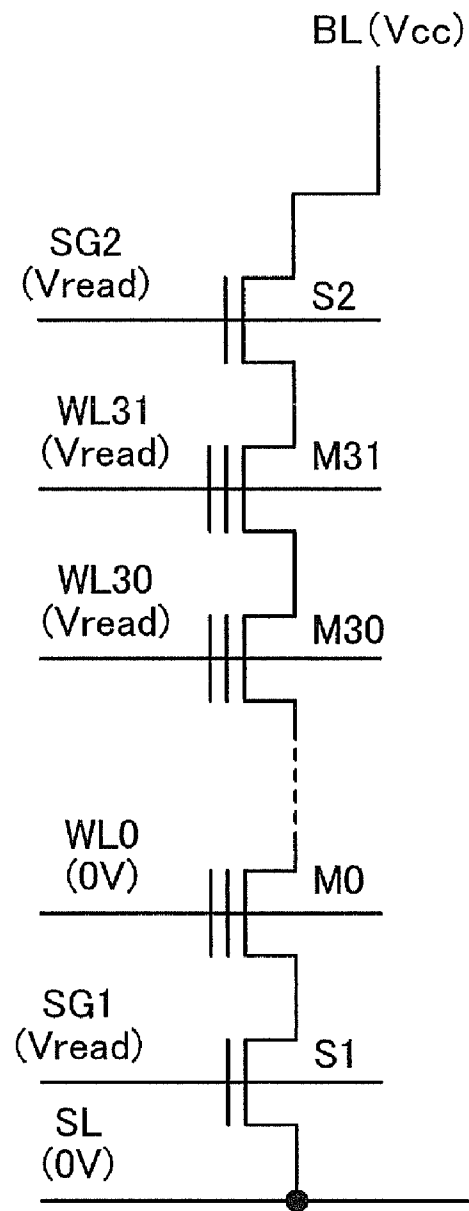 BL(Vcc)
SG2
(Vread)
S2
WL31
(Vread)
M31
WL30
(Vread)
M30
WL0
(0V)
M0
SG1
(Vread)
S1
SL
(0V)